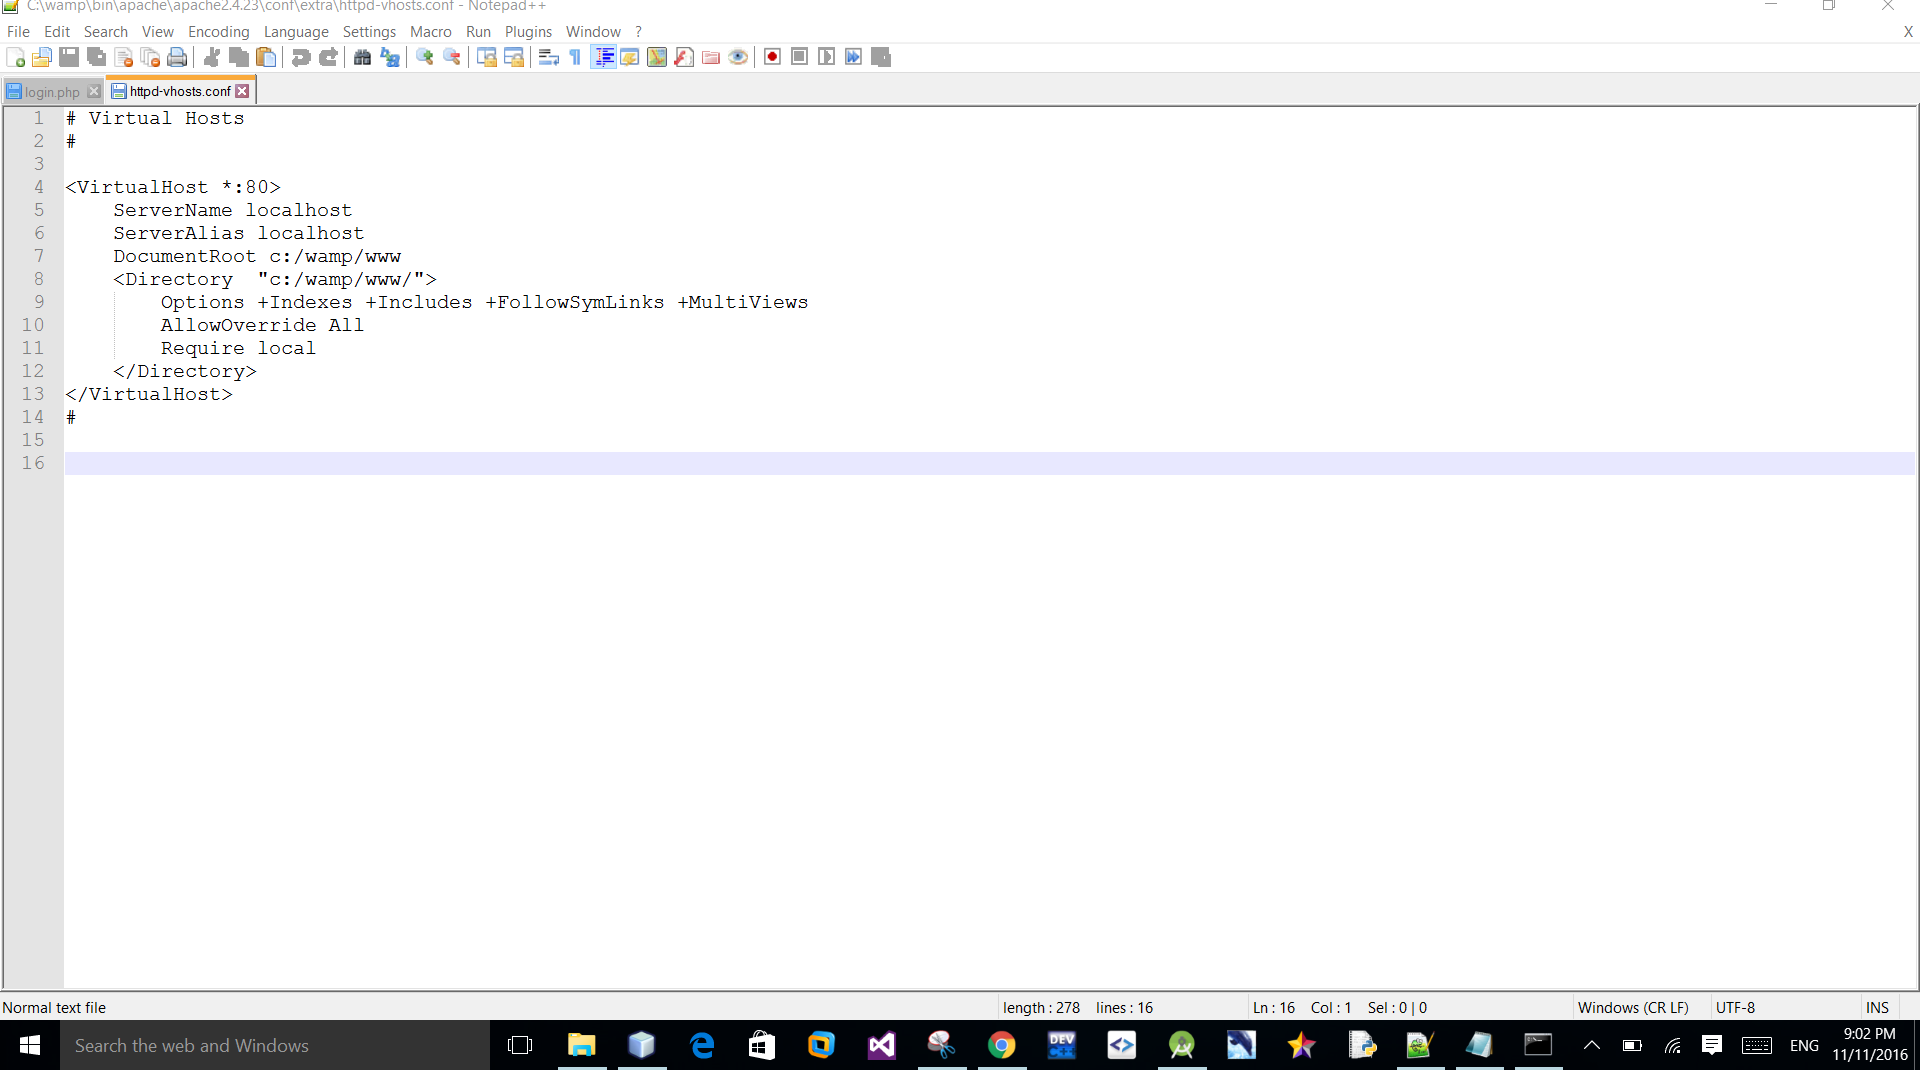 C:\wamp\bin\apache\apache2.4.23\conf\extra\httpd-vhosts.conf - Notepad++
File Edit Search View Encoding Language Settings Macro Run Plugins Window ? X
login.php httpd-vhosts.conf
1 # Virtual Hosts
2 #
3
4 <VirtualHost *:80>
5     ServerName localhost
6     ServerAlias localhost
7     DocumentRoot c:/wamp/www
8     <Directory  "c:/wamp/www/">
9         Options +Indexes +Includes +FollowSymLinks +MultiViews
10         AllowOverride All
11         Require local
12     </Directory>
13 </VirtualHost>
14 #
15
16
Normal text file length : 278 lines : 16 Ln : 16 Col : 1 Sel : 0 | 0 Windows (CR LF) UTF-8 INS
Search the web and Windows DEV C++ ENG 9:02 PM
11/11/2016